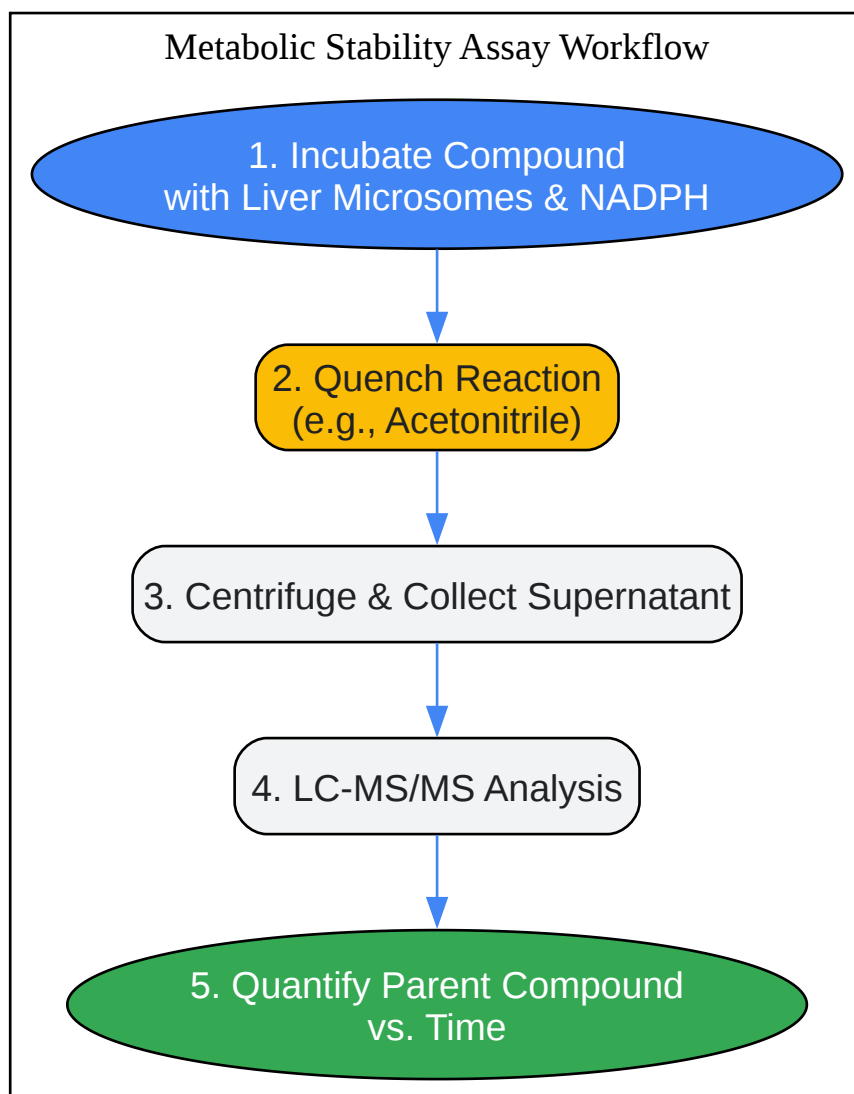 Metabolic Stability Assay Workflow
1. Incubate Compound
with Liver Microsomes & NADPH
2. Quench Reaction
(e.g., Acetonitrile)
3. Centrifuge & Collect Supernatant
4. LC-MS/MS Analysis
5. Quantify Parent Compound
vs. Time